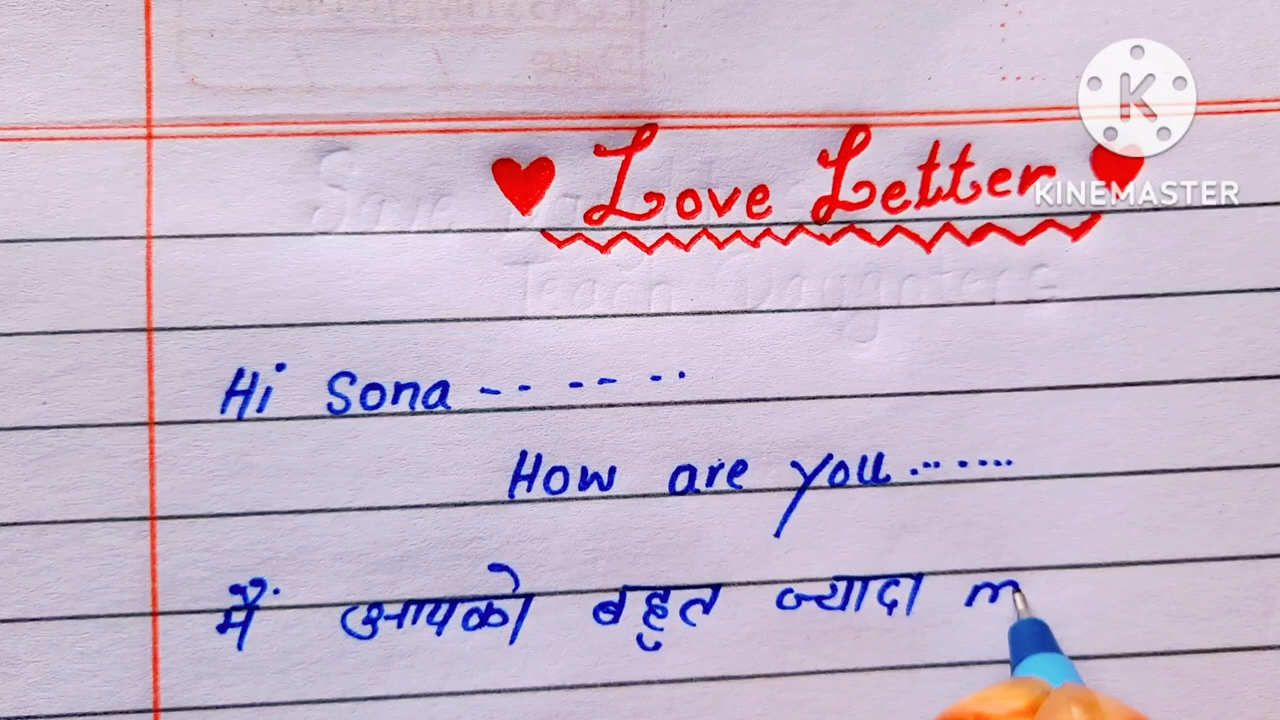 Love Letter
K
KINEMASTER
Hi Sona - - -- - --
How are you.......
मैं आपको बहुत ज्यादा m